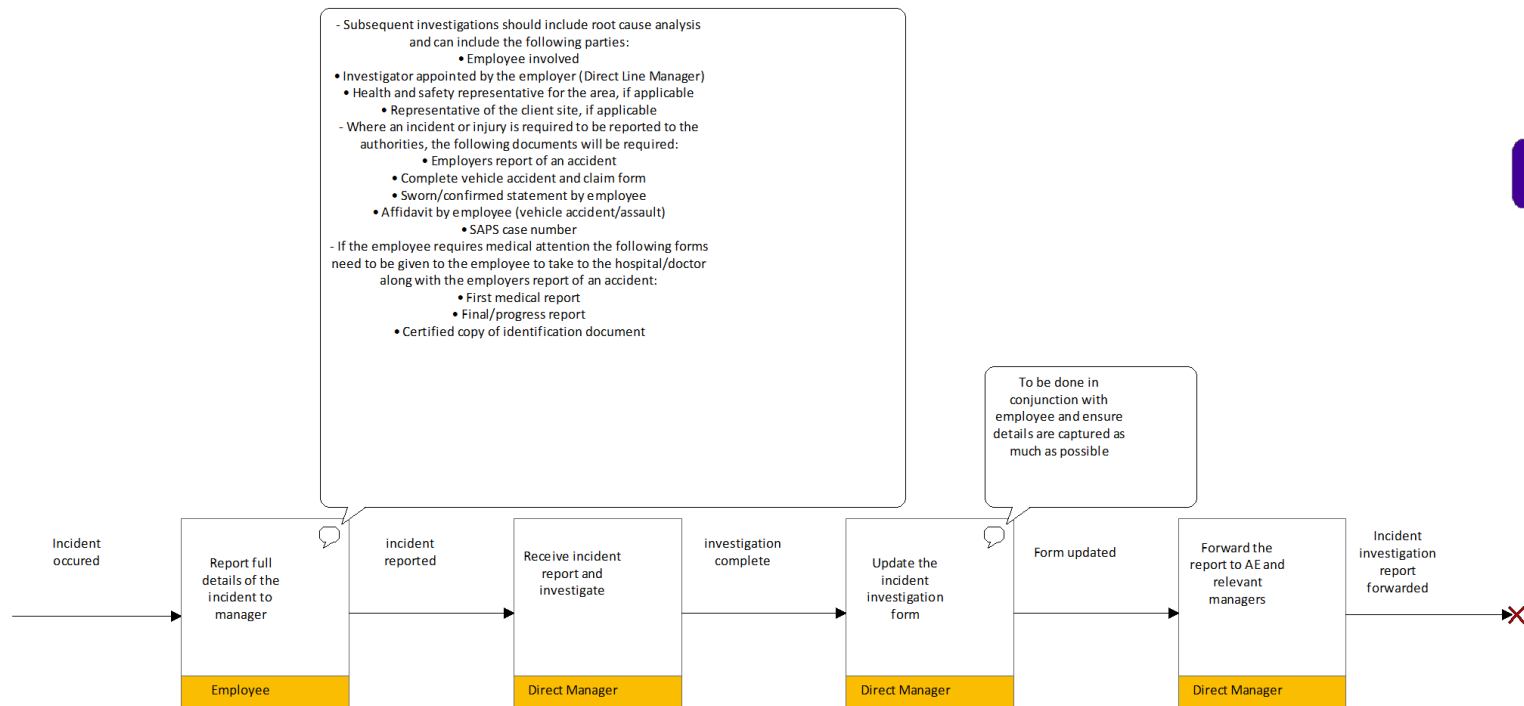 - Subsequent investigations should include root cause analysis
and can include the following parties:
• Employee involved
• Investigator appointed by the employer (Direct Line Manager)
• Health and safety representative for the area, if applicable
• Representative of the client site, if applicable
- Where an incident or injury is required to be reported to the
authorities, the following documents will be required:
• Employers report of an accident
• Complete vehicle accident and claim form
• Sworn/confirmed statement by employee
• Affidavit by employee (vehicle accident/assault)
• SAPS case number
- If the employee requires medical attention the following forms
need to be given to the employee to take to the hospital/doctor
along with the employers report of an accident:
• First medical report
• Final/progress report
• Certified copy of identification document
To be done in
conjunction with
employee and ensure
details are captured as
much as possible
Incident
occured
Report full
details of the
incident to
manager
Employee
incident
reported
Receive incident
report and
investigate
Direct Manager
investigation
complete
Update the
incident
investigation
form
Direct Manager
Form updated
Forward the
report to AE and
relevant
managers
Direct Manager
Incident
investigation
report
forwarded